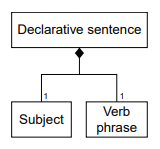 Declarative sentence
1
1
Subject
Verb
phrase